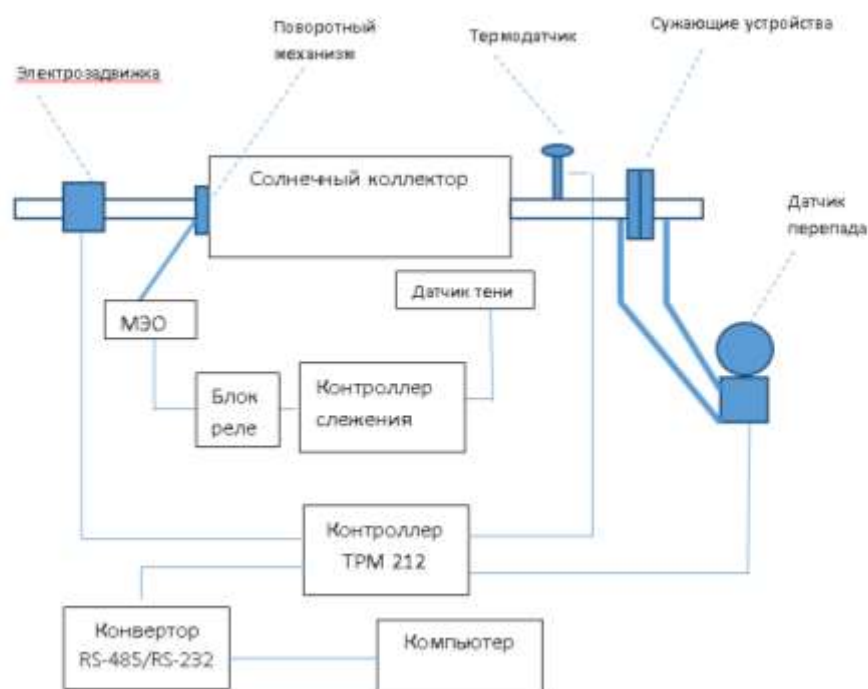 Поворотный
механизм
Термодатчик
Сужающие устройства
Электрозадвижка
Солнечный коллектор
Датчик
перепада
Датчик тени
МЭО
Блок
реле
Контроллер
слежения
Контроллер
ТРМ 212
Конвертор
RS-485/RS-232
Компьютер